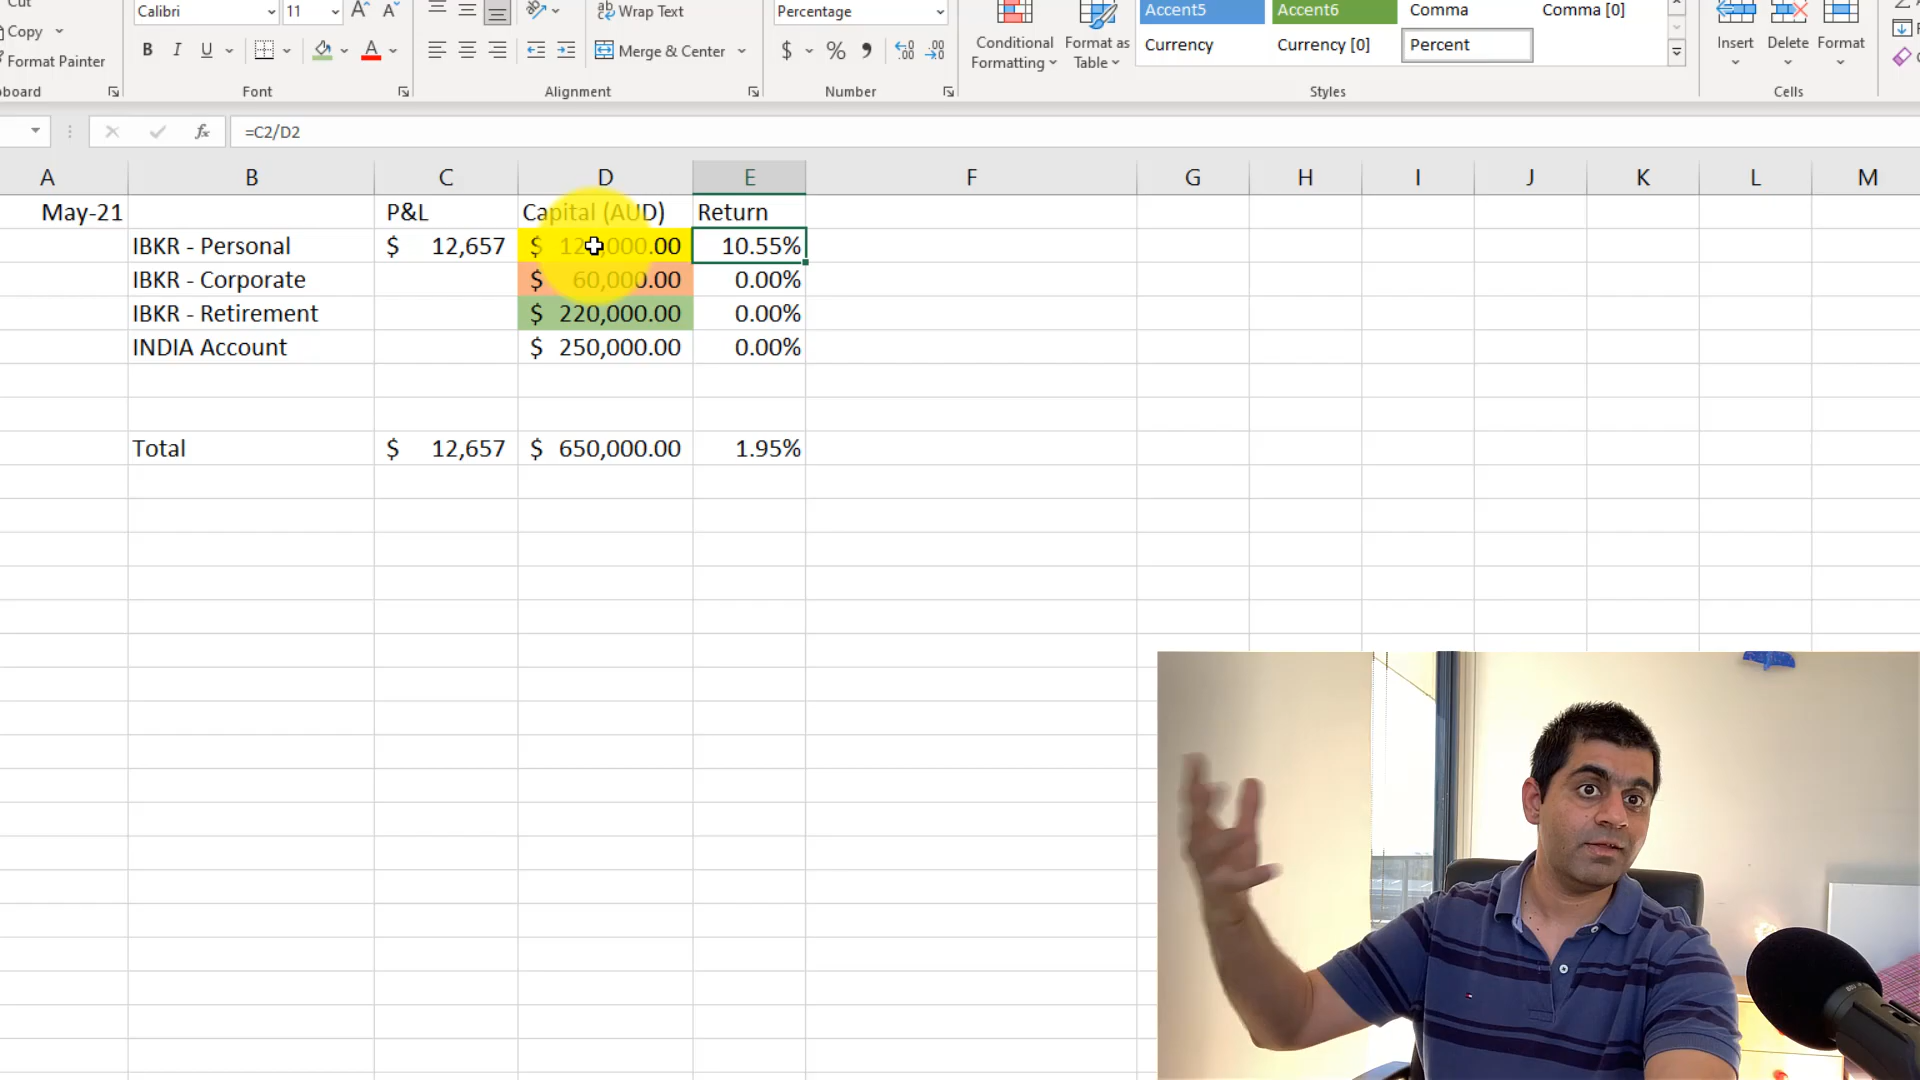 Cut
Calibri 11 A A Wrap Text Percentage Accent5 Accent6 Comma Comma [0]
Copy
B I U A Merge & Center $ % Conditional Formatting Format as Table Currency Currency [0] Percent Insert Delete Format
Format Painter
board Font Alignment Number Styles Cells
fx =C2/D2
A B C D E F G H I J K L M
May-21 P&L Capital (AUD) Return
IBKR - Personal $ 12,657 $ 000.00 10.55%
IBKR - Corporate $ 60,000.00 0.00%
IBKR - Retirement $ 220,000.00 0.00%
INDIA Account $ 250,000.00 0.00%
Total $ 12,657 $ 650,000.00 1.95%